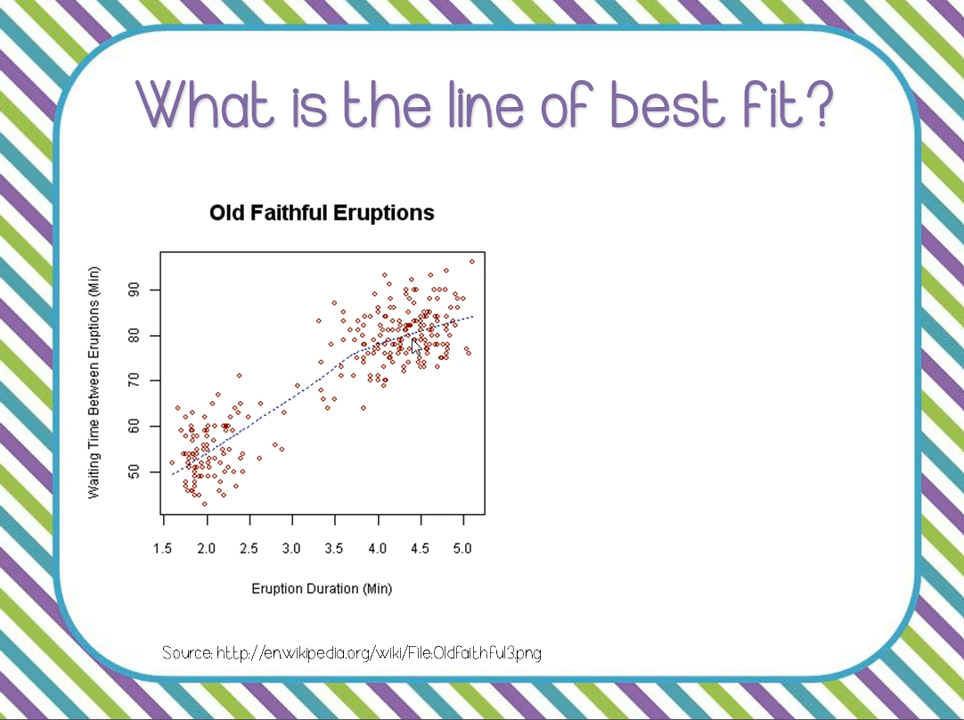 What is the line of best fit?
Old Faithful Eruptions
Waiting Time Between Eruptions (Min)
90
80
70
60
50
1.5 2.0 2.5 3.0 3.5 4.0 4.5 5.0
Eruption Duration (Min)
Source: http://en.wikipedia.org/wiki/File:Oldfaithful3.png